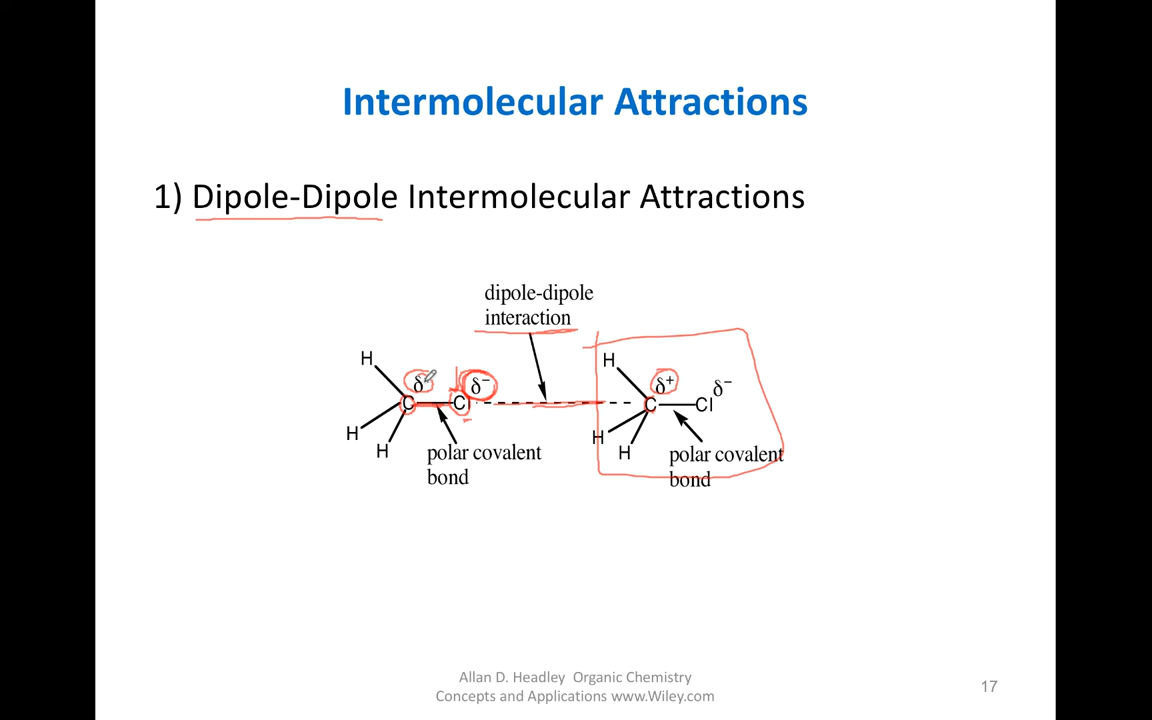 Intermolecular Attractions
1) Dipole-Dipole Intermolecular Attractions
dipole-dipole
interaction
H
δ
δ⁻
H
δ⁺
δ⁻
C
Cl
C
Cl
H
H
H
H
polar covalent
bond
polar covalent
bond
Allan D. Headley Organic Chemistry
Concepts and Applications www.Wiley.com
17